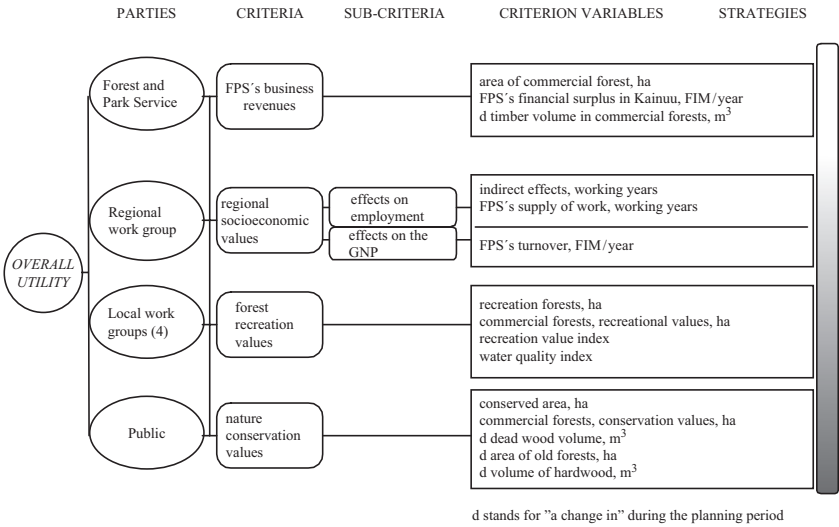 PARTIES CRITERIA SUB-CRITERIA CRITERION VARIABLES STRATEGIES
Forest and
Park Service
FPS´s business
revenues
area of commercial forest, ha
FPS´s financial surplus in Kainuu, FIM/year
d timber volume in commercial forests, m³
Regional
work group
regional
socioeconomic
values
effects on
employment
effects on the
GNP
indirect effects, working years
FPS´s supply of work, working years
FPS´s turnover, FIM/year
OVERALL
UTILITY
Local work
groups (4)
forest
recreation
values
recreation forests, ha
commercial forests, recreational values, ha
recreation value index
water quality index
Public
nature
conservation
values
conserved area, ha
commercial forests, conservation values, ha
d dead wood volume, m³
d area of old forests, ha
d volume of hardwood, m³
d stands for ”a change in” during the planning period